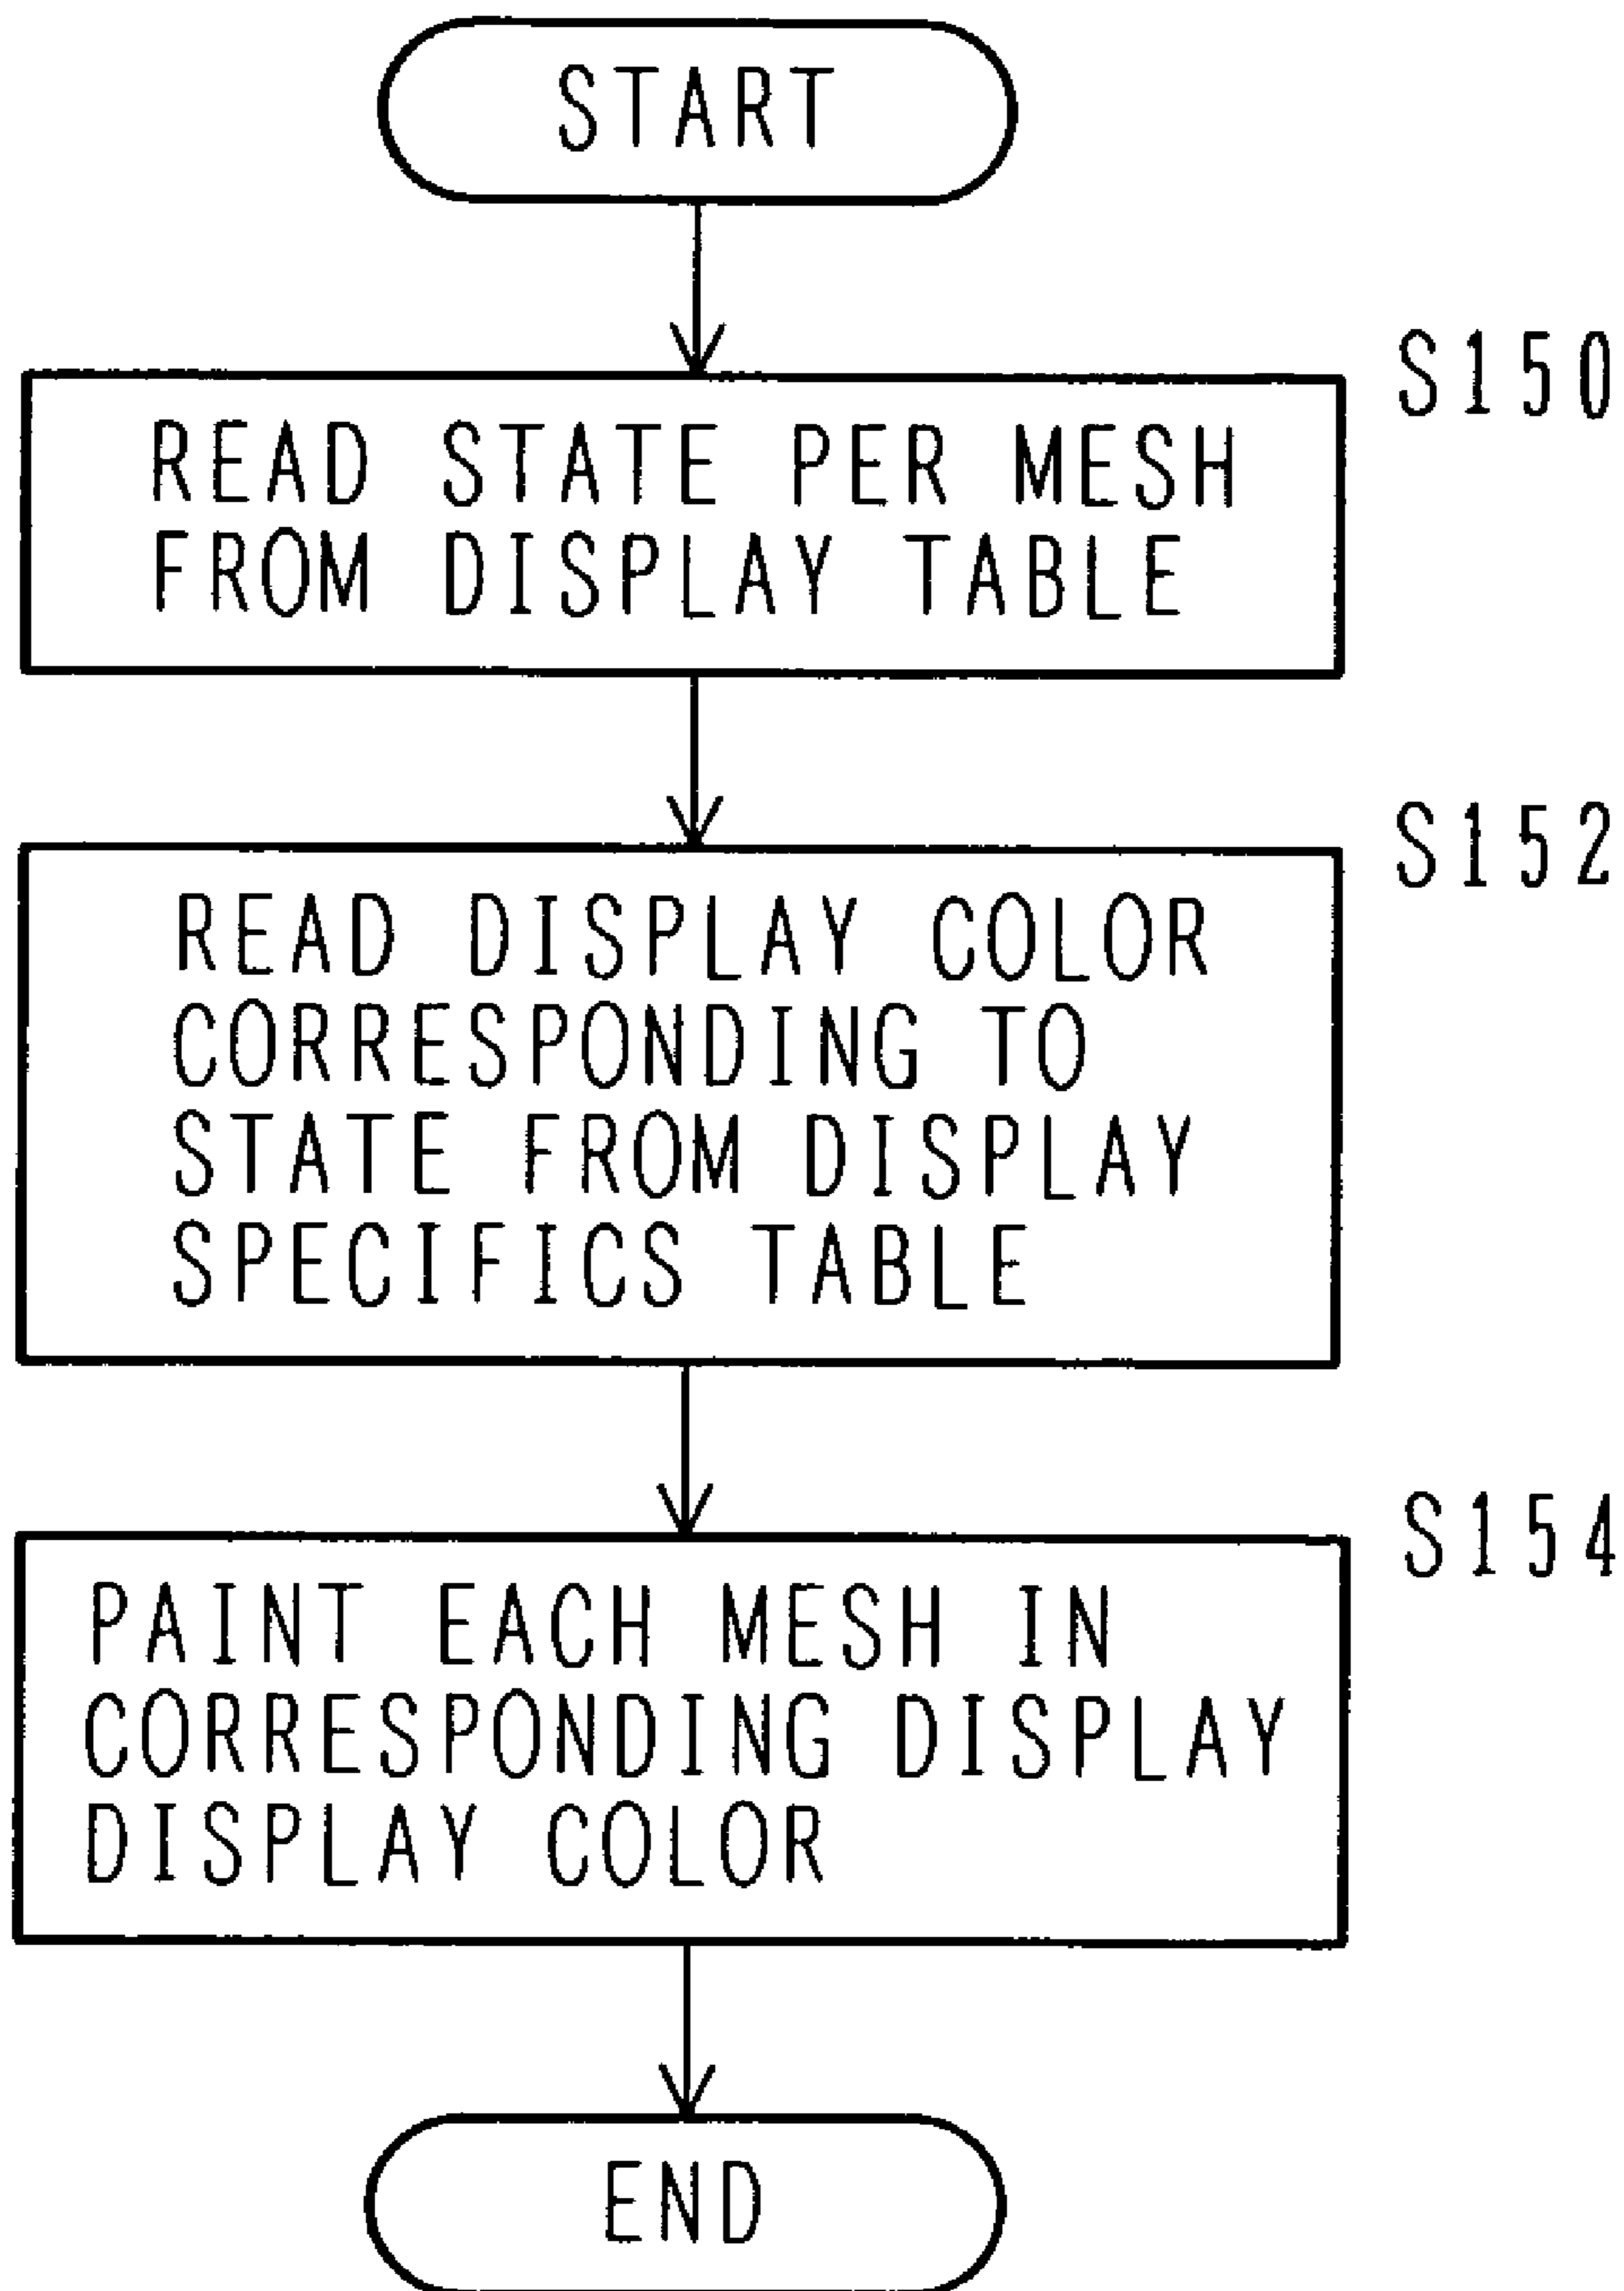 START
S150
READ STATE PER MESH
FROM DISPLAY TABLE
S152
READ DISPLAY COLOR
CORRESPONDING TO
STATE FROM DISPLAY
SPECIFICS TABLE
S154
PAINT EACH MESH IN
CORRESPONDING DISPLAY
DISPLAY COLOR
END